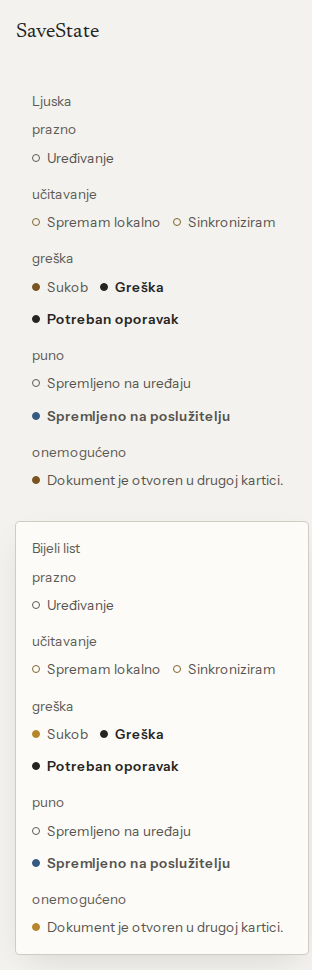 SaveState
Ljuska
prazno
Uređivanje
učitavanje
Spremam lokalno Sinkroniziram
greška
Sukob Greška
Potreban oporavak
puno
Spremljeno na uređaju
Spremljeno na poslužitelju
onemogućeno
Dokument je otvoren u drugoj kartici.
Bijeli list
prazno
Uređivanje
učitavanje
Spremam lokalno Sinkroniziram
greška
Sukob Greška
Potreban oporavak
puno
Spremljeno na uređaju
Spremljeno na poslužitelju
onemogućeno
Dokument je otvoren u drugoj kartici.